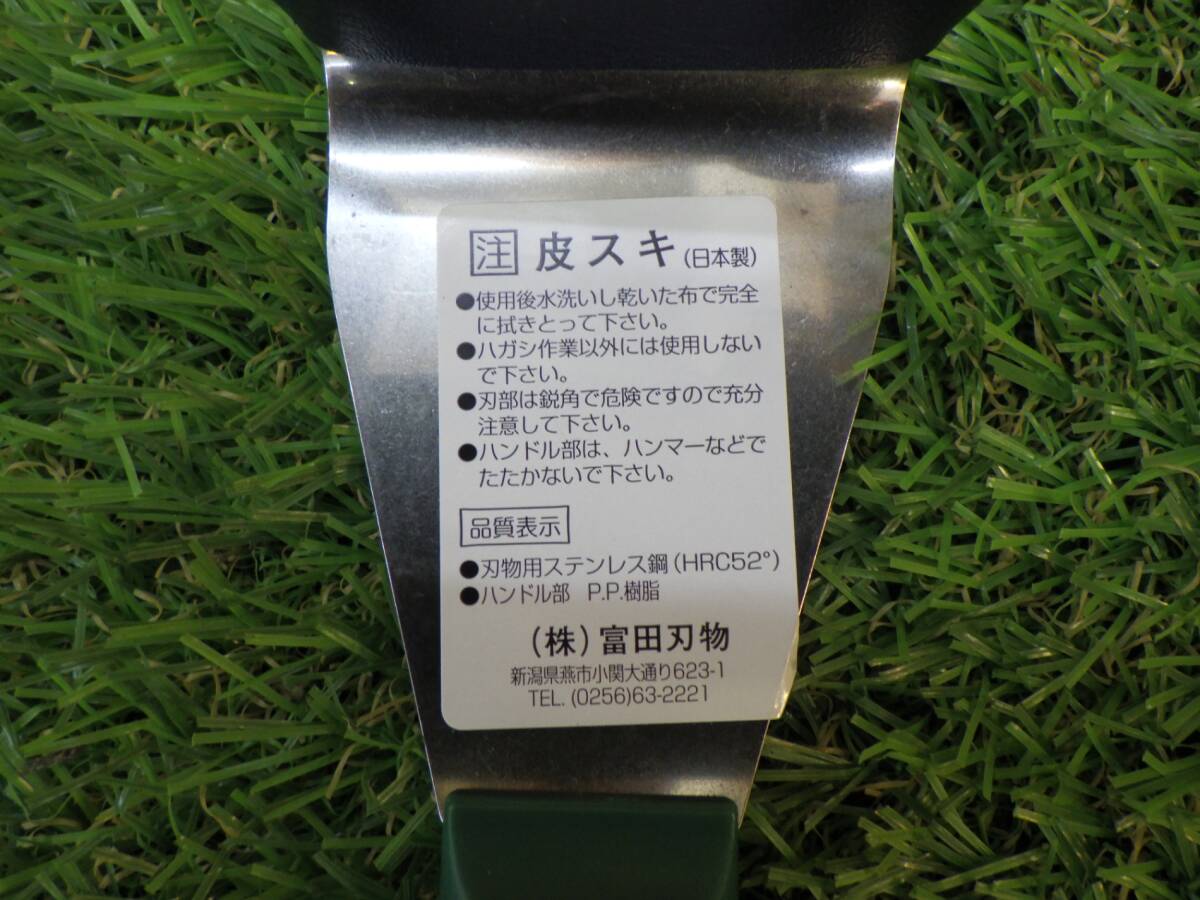 注 皮スキ(日本製)
●使用後水洗いし乾いた布で完全
に拭きとって下さい。
●ハガシ作業以外には使用しない
で下さい。
●刃部は鋭角で危険ですので充分
注意して下さい。
●ハンドル部は、ハンマーなどで
たたかないで下さい。
品質表示
●刃物用ステンレス鋼(HRC52°)
●ハンドル部 P.P.樹脂
(株)富田刃物
新潟県燕市小関大通り623-1
TEL. (0256)63-2221